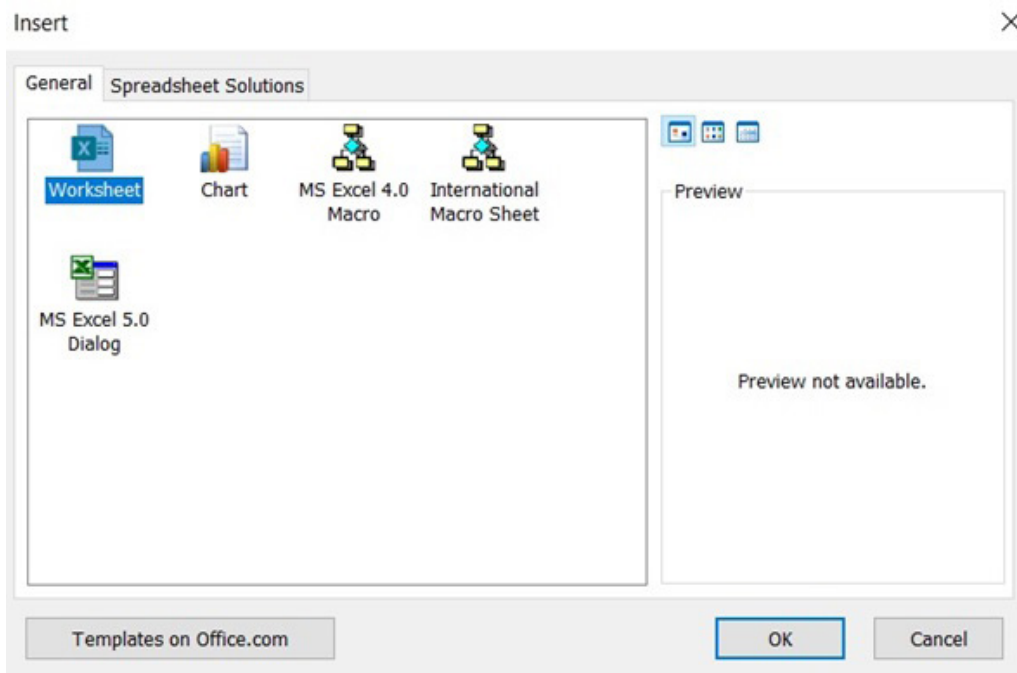 Insert
General
Spreadsheet Solutions
Worksheet
Chart
MS Excel 4.0
Macro
International
Macro Sheet
MS Excel 5.0
Dialog
Preview
Preview not available.
Templates on Office.com
OK
Cancel